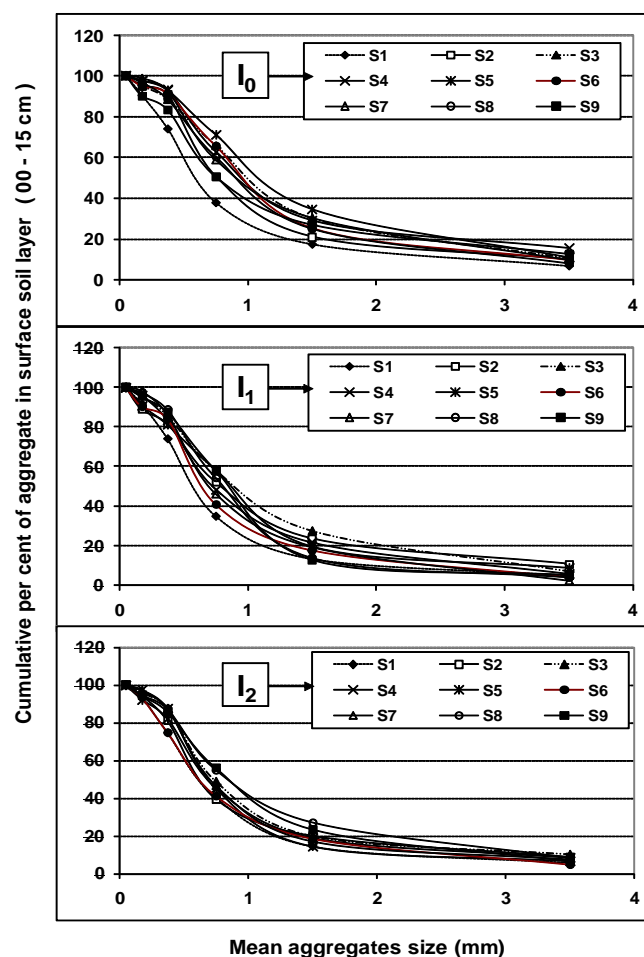 Cumulative per cent of aggregate in surface soil layer ( 00 - 15 cm )
120
100
80
60
40
20
0
I0
S1 S2 S3
S4 S5 S6
S7 S8 S9
0 1 2 3 4
120
100
80
60
40
20
0
I1
S1 S2 S3
S4 S5 S6
S7 S8 S9
0 1 2 3 4
120
100
80
60
40
20
0
I2
S1 S2 S3
S4 S5 S6
S7 S8 S9
0 1 2 3 4
Mean aggregates size (mm)